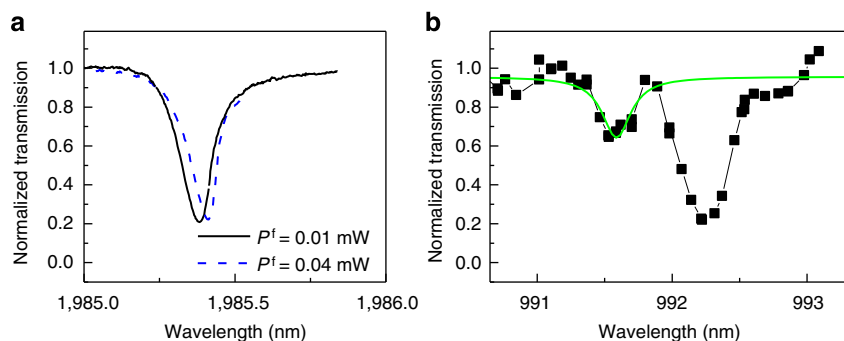 a
b
Normalized transmission
1.0
0.8
0.6
0.4
0.2
0.0
P^f = 0.01 mW
P^f = 0.04 mW
1,985.0
1,985.5
1,986.0
Wavelength (nm)
Normalized transmission
1.0
0.8
0.6
0.4
0.2
0.0
991
992
993
Wavelength (nm)